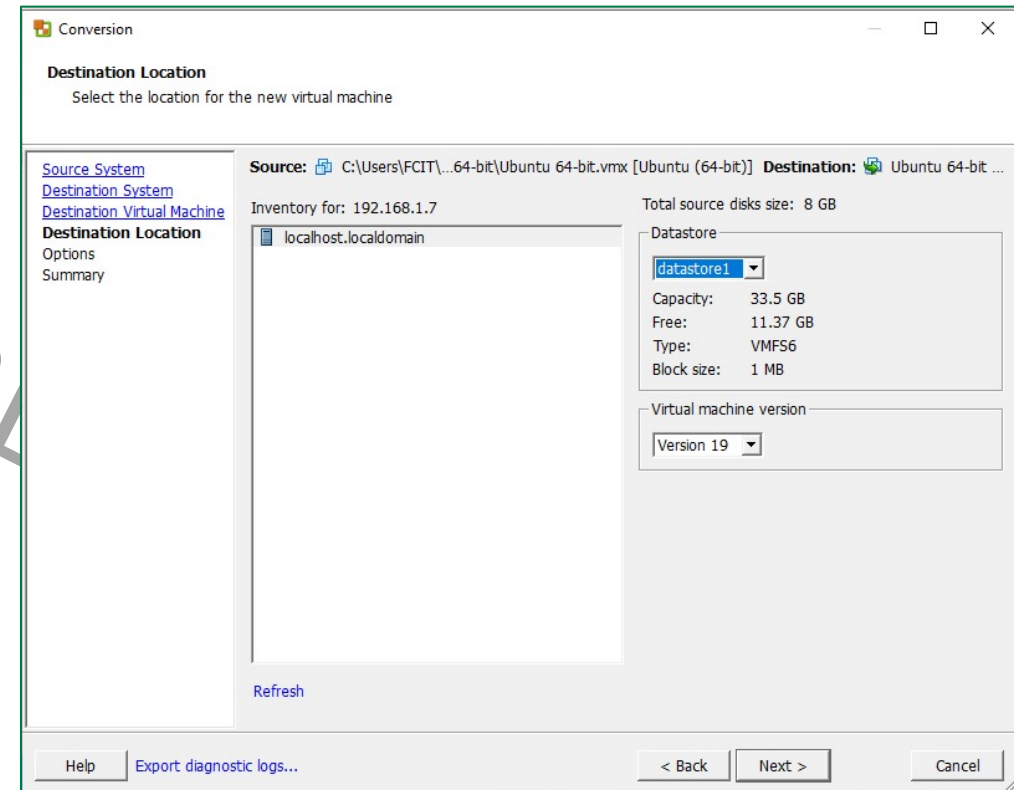 Conversion
Destination Location
Select the location for the new virtual machine
Source System
Destination System
Destination Virtual Machine
Destination Location
Options
Summary
Source: C:\Users\FCIT\...64-bit\Ubuntu 64-bit.vmx [Ubuntu (64-bit)] Destination: Ubuntu 64-bit ...
Inventory for: 192.168.1.7
localhost.localdomain
Refresh
Total source disks size: 8 GB
Datastore
datastore1
Capacity: 33.5 GB
Free: 11.37 GB
Type: VMFS6
Block size: 1 MB
Virtual machine version
Version 19
Help Export diagnostic logs... < Back Next > Cancel